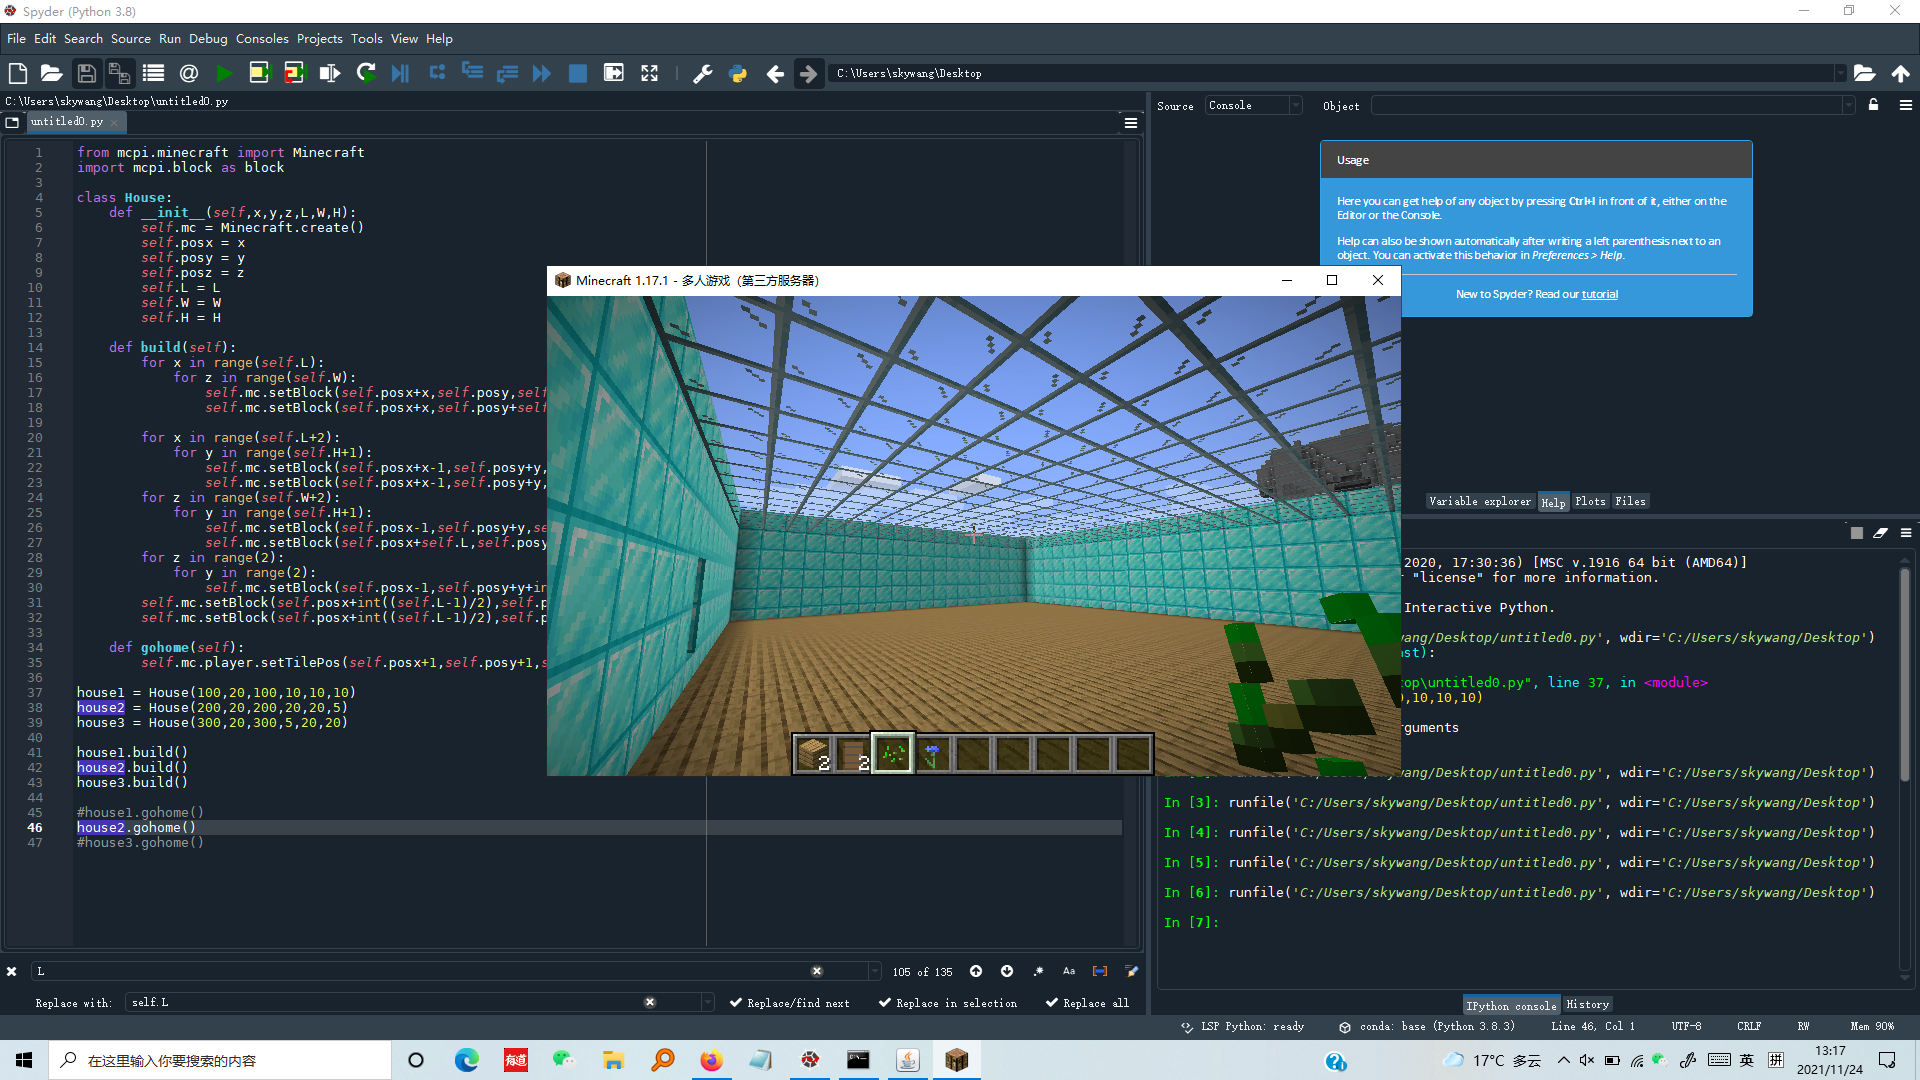 Spyder (Python 3.8)
File Edit Search Source Run Debug Consoles Projects Tools View Help
C:\Users\skywang\Desktop
C:\Users\skywang\Desktop\untitled0.py
untitled0.py
1 from mcpi.minecraft import Minecraft
2 import mcpi.block as block
3
4 class House:
5 def __init__(self,x,y,z,L,W,H):
6 self.mc = Minecraft.create()
7 self.posx = x
8 self.posy = y
9 self.posz = z
10 self.L = L
11 self.W = W
12 self.H = H
13
14 def build(self):
15 for x in range(self.L):
16 for z in range(self.W):
17 self.mc.setBlock(self.posx+x,self.posy,self
18 self.mc.setBlock(self.posx+x,self.posy+self
19
20 for x in range(self.L+2):
21 for y in range(self.H+1):
22 self.mc.setBlock(self.posx+x-1,self.posy+y,
23 self.mc.setBlock(self.posx+x-1,self.posy+y,
24 for z in range(self.W+2):
25 for y in range(self.H+1):
26 self.mc.setBlock(self.posx-1,self.posy+y,se
27 self.mc.setBlock(self.posx+self.L,self.posy
28 for z in range(2):
29 for y in range(2):
30 self.mc.setBlock(self.posx-1,self.posy+y+in
31 self.mc.setBlock(self.posx+int((self.L-1)/2),self.p
32 self.mc.setBlock(self.posx+int((self.L-1)/2),self.p
33
34 def gohome(self):
35 self.mc.player.setTilePos(self.posx+1,self.posy+1,s
36
37 house1 = House(100,20,100,10,10,10)
38 house2 = House(200,20,200,20,20,5)
39 house3 = House(300,20,300,5,20,20)
40
41 house1.build()
42 house2.build()
43 house3.build()
44
45 #house1.gohome()
46 house2.gohome()
47 #house3.gohome()
L
105 of 135
Aa
Replace with: self.L
Replace/find next Replace in selection Replace all
Minecraft 1.17.1 - 多人游戏（第三方服务器）
2 2
Source Console Object
Usage
Here you can get help of any object by pressing Ctrl+I in front of it, either on the
Editor or the Console.
Help can also be shown automatically after writing a left parenthesis next to an
object. You can activate this behavior in Preferences > Help.
New to Spyder? Read our tutorial
Variable explorer Help Plots Files
2020, 17:30:36) [MSC v.1916 64 bit (AMD64)]
"license" for more information.
Interactive Python.
wang/Desktop/untitled0.py', wdir='C:/Users/skywang/Desktop')
st):
op\untitled0.py", line 37, in <module>
,10,10,10)
guments
wang/Desktop/untitled0.py', wdir='C:/Users/skywang/Desktop')
In [3]: runfile('C:/Users/skywang/Desktop/untitled0.py', wdir='C:/Users/skywang/Desktop')
In [4]: runfile('C:/Users/skywang/Desktop/untitled0.py', wdir='C:/Users/skywang/Desktop')
In [5]: runfile('C:/Users/skywang/Desktop/untitled0.py', wdir='C:/Users/skywang/Desktop')
In [6]: runfile('C:/Users/skywang/Desktop/untitled0.py', wdir='C:/Users/skywang/Desktop')
In [7]:
IPython console History
LSP Python: ready conda: base (Python 3.8.3) Line 46, Col 1 UTF-8 CRLF RW Mem 90%
在这里输入你要搜索的内容
有道
17°C 多云
英
拼
13:17
2021/11/24